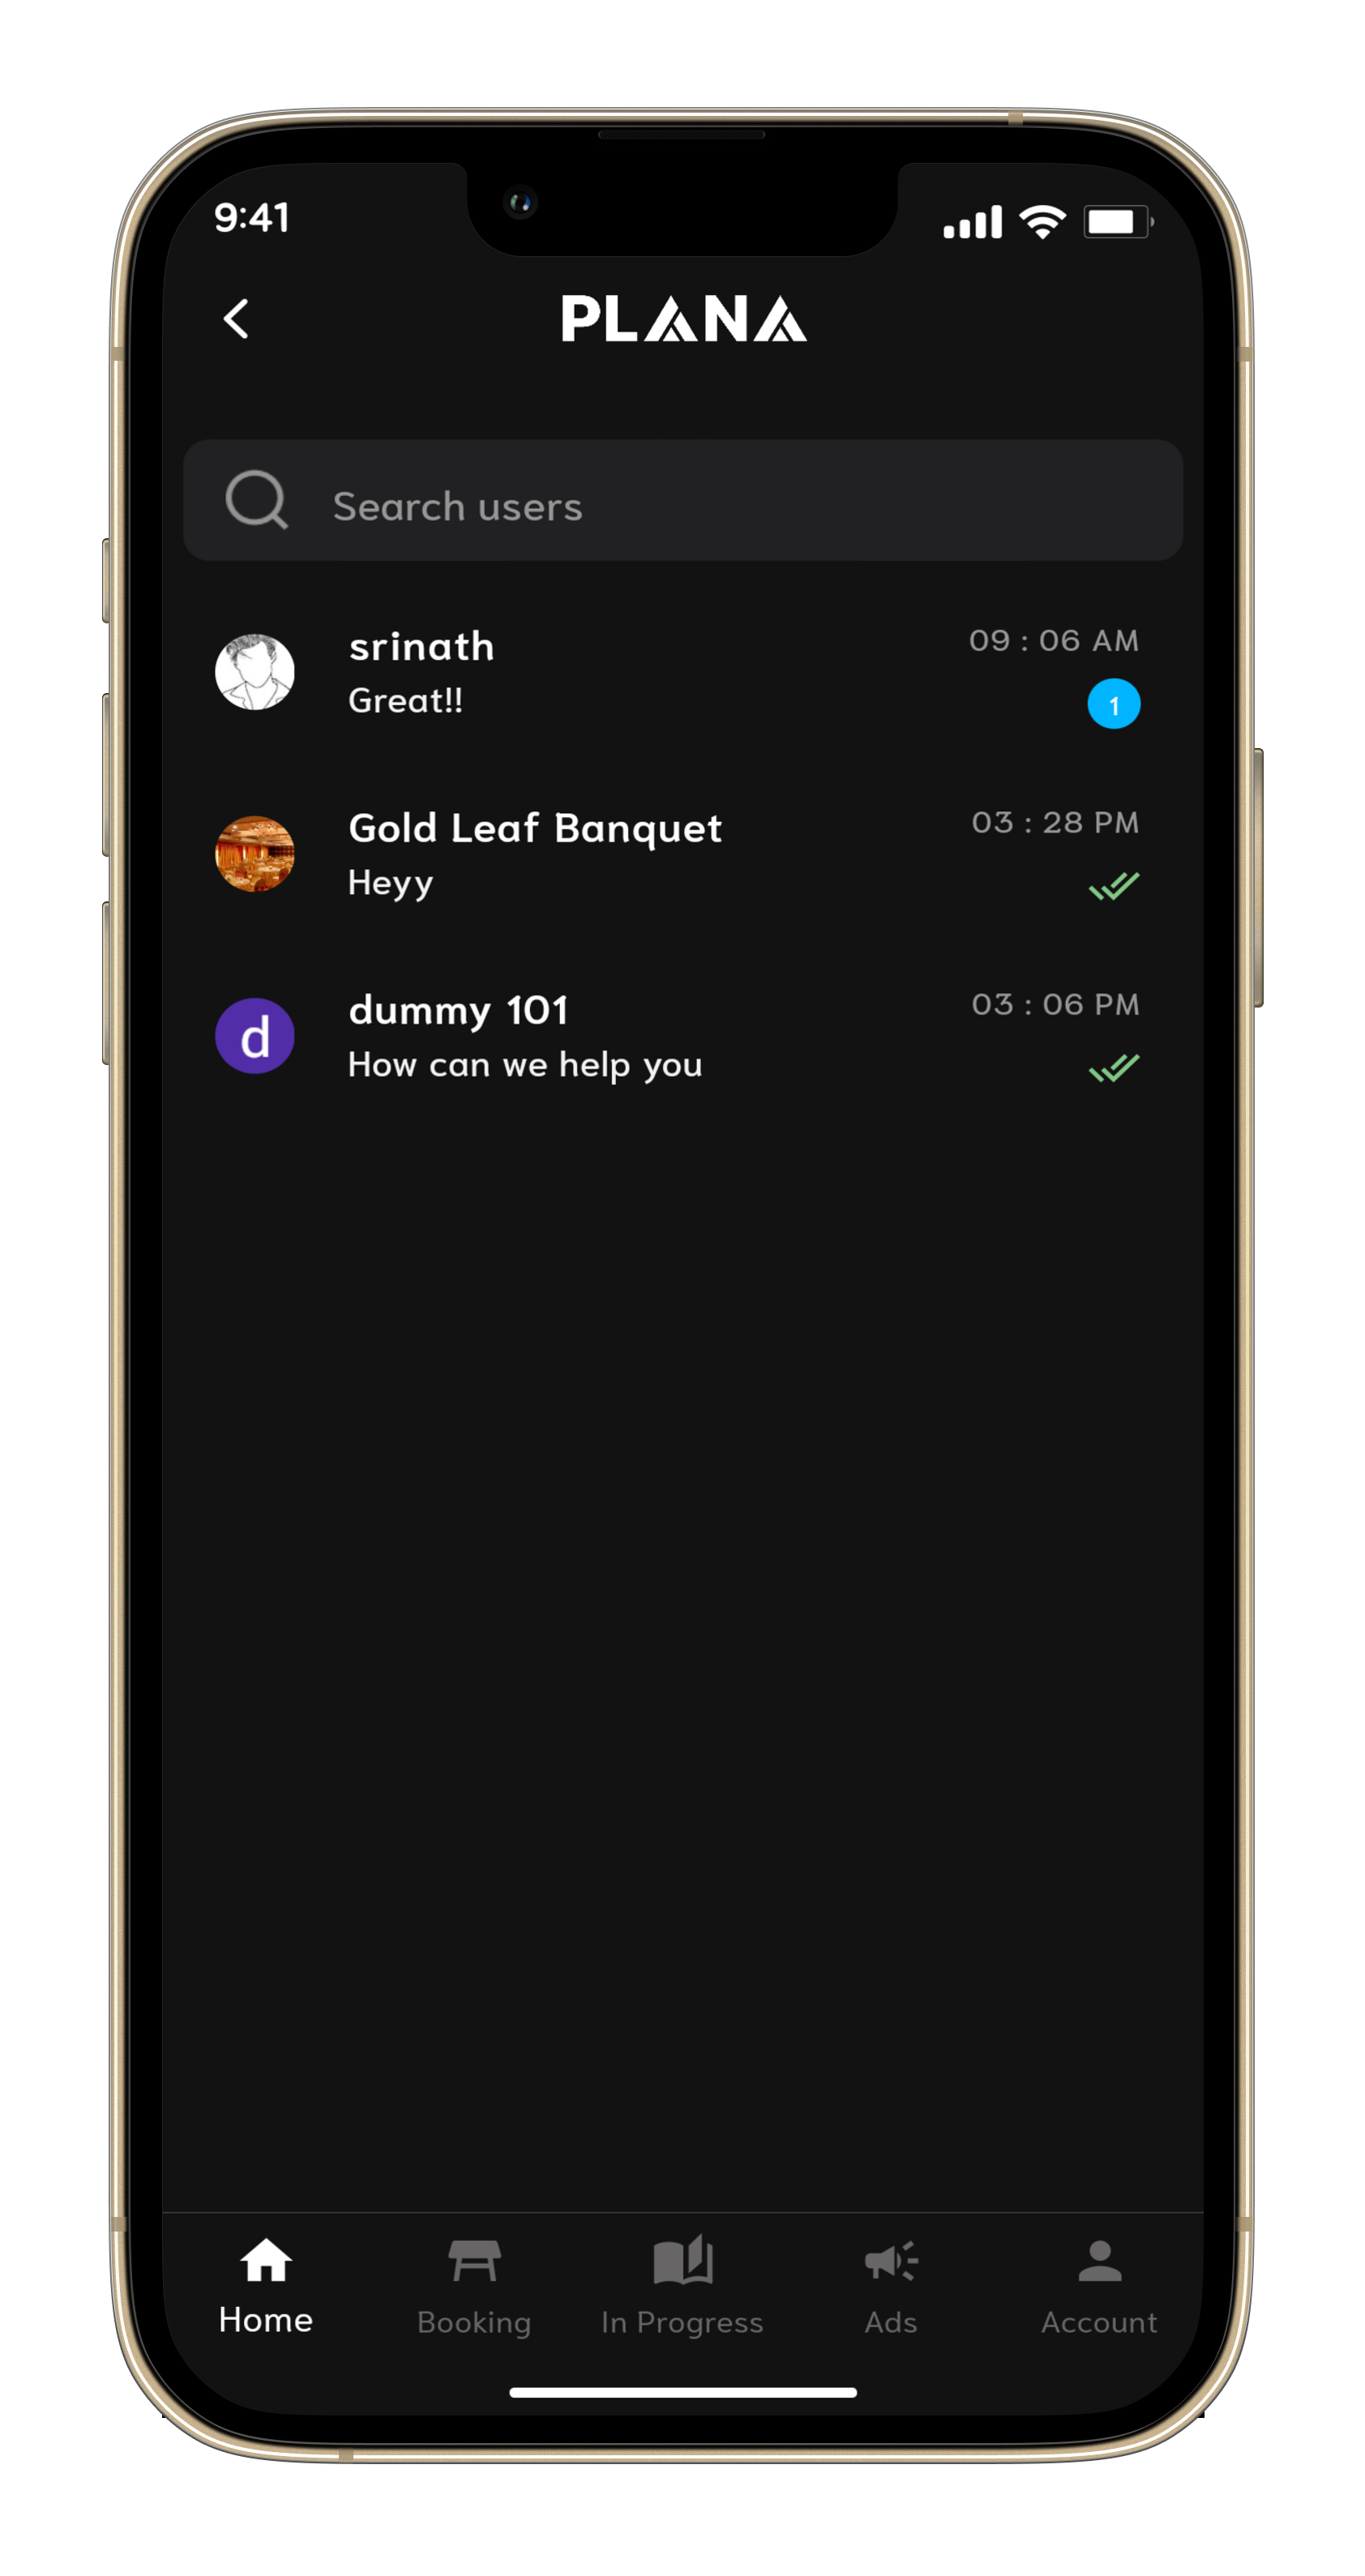 9:41
PLANA
Search users
srinath
09 : 06 AM
Great!!
1
Gold Leaf Banquet
03 : 28 PM
Heyy
d
dummy 101
03 : 06 PM
How can we help you
Home
Booking
In Progress
Ads
Account